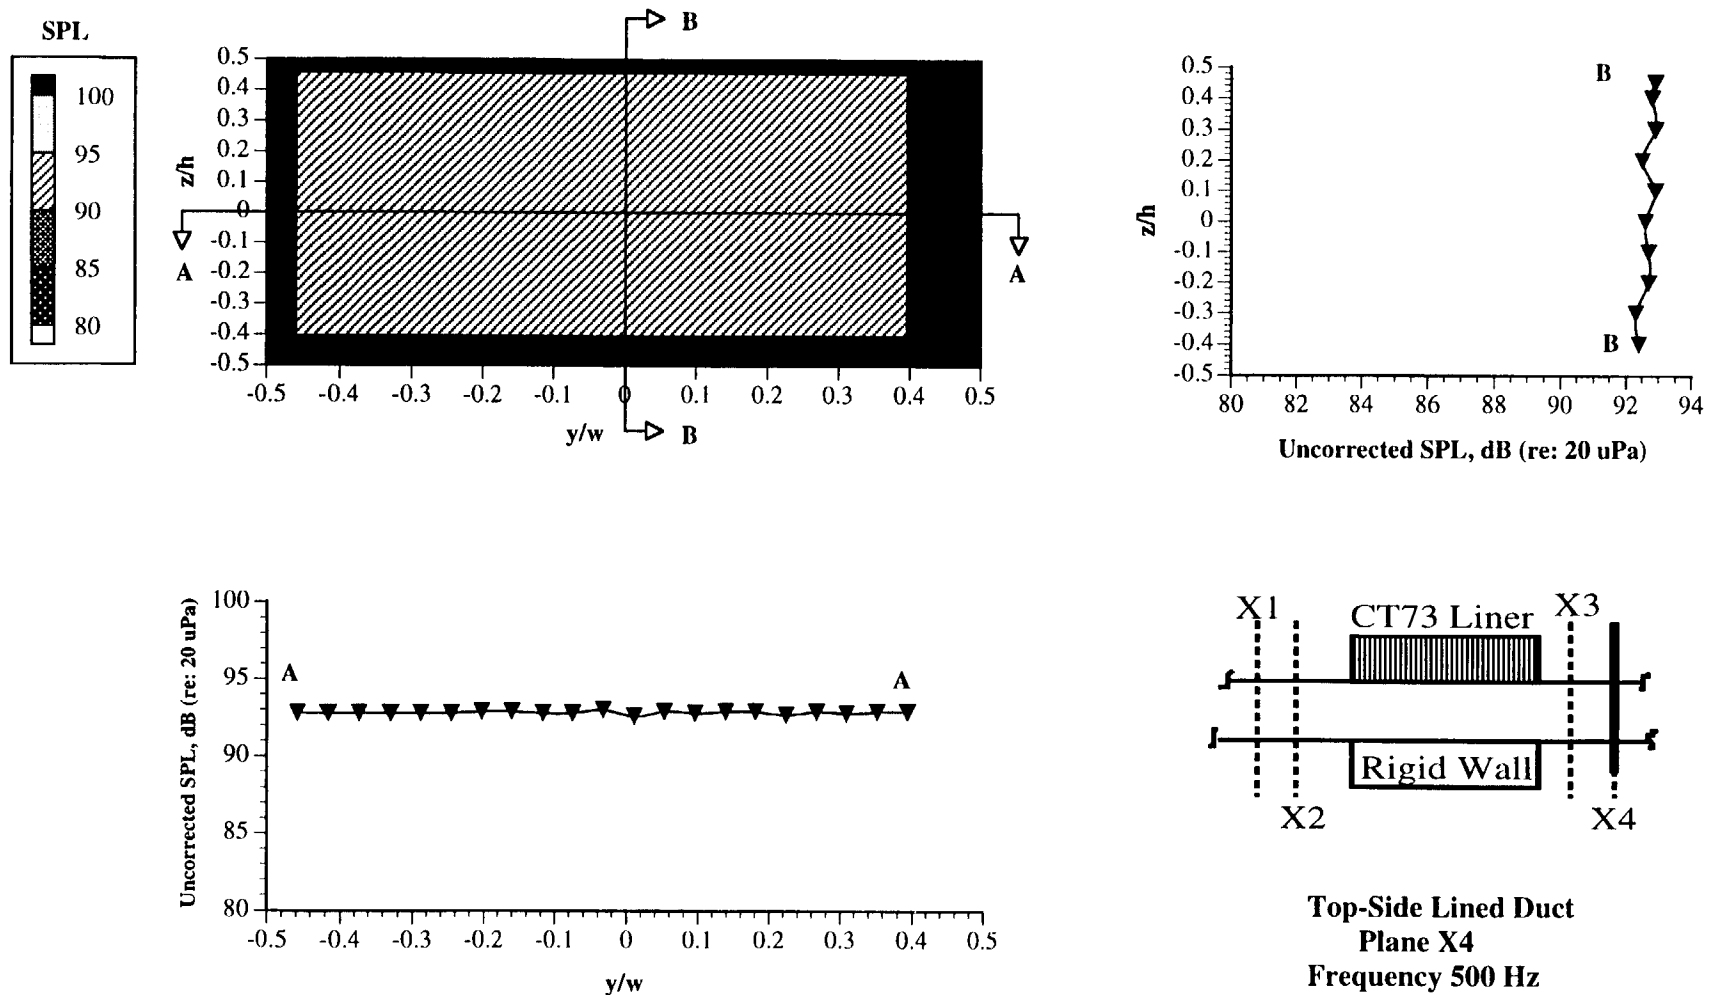 SPL
100
95
90
85
80
B
0.5
0.4
0.3
0.2
0.1
0
-0.1
-0.2
-0.3
-0.4
-0.5
z/h
A
A
-0.5 -0.4 -0.3 -0.2 -0.1 0 0.1 0.2 0.3 0.4 0.5
y/w
B
B
0.5
0.4
0.3
0.2
0.1
0
-0.1
-0.2
-0.3
-0.4
-0.5
z/h
B
80 82 84 86 88 90 92 94
Uncorrected SPL, dB (re: 20 uPa)
Uncorrected SPL, dB (re: 20 uPa)
100
95
90
85
80
A
A
-0.5 -0.4 -0.3 -0.2 -0.1 0 0.1 0.2 0.3 0.4 0.5
y/w
X1
CT73 Liner
X3
Rigid Wall
X2
X4
Top-Side Lined Duct
Plane X4
Frequency 500 Hz